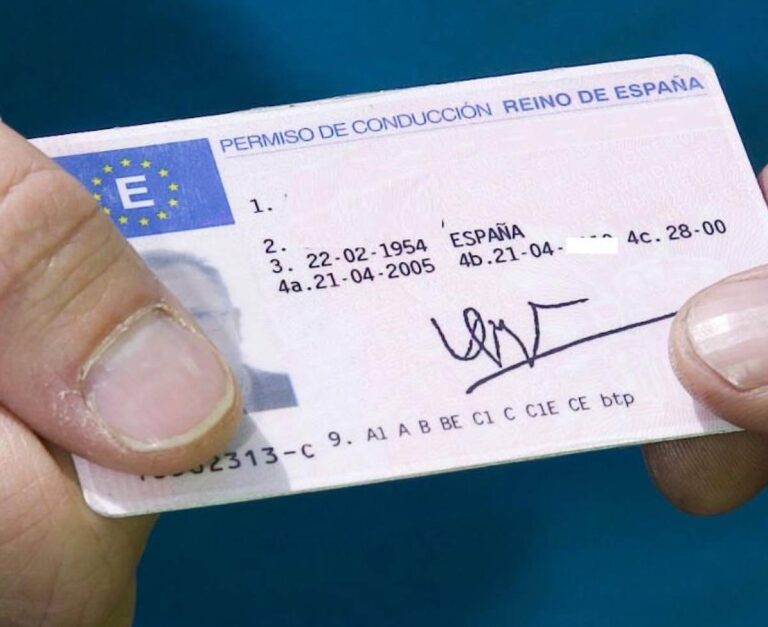 PERMISO DE CONDUCCIÓN REINO DE ESPAÑA
E
1.
2.
3. 22-02-1954 ESPAÑA
4a.21-04-2005 4b.21-04- 4c. 28-00
2313-C 9. A1 A B BE C1 C C1E CE btp